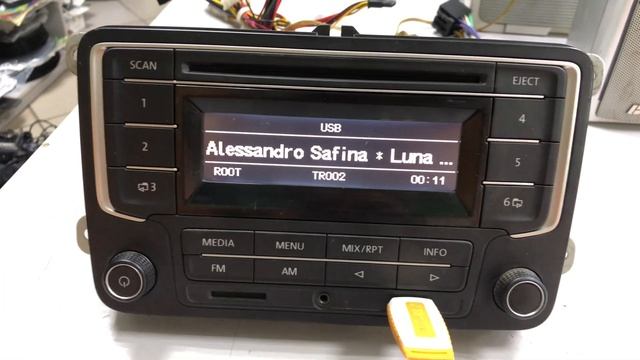 SCAN
EJECT
1
2
3
4
5
6
USB
Alessandro Safina * Luna ...
ROOT TR002 00:11
MEDIA MENU MIX/RPT INFO
FM AM